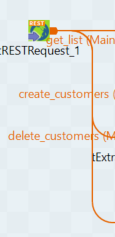 REST
get_list (Main
tRESTRequest_1
create_customers (
delete_customers (M
tExtr